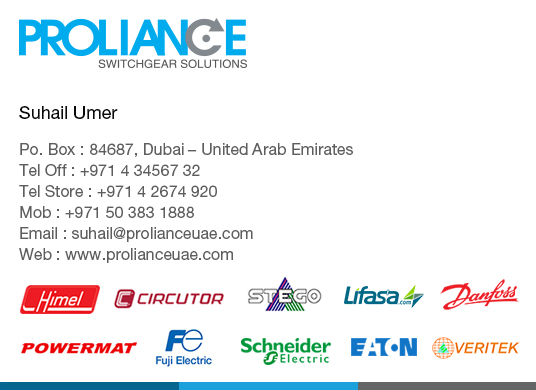 PROLIANCE
SWITCHGEAR SOLUTIONS
Suhail Umer
Po. Box : 84687, Dubai – United Arab Emirates
Tel Off : +971 4 34567 32
Tel Store : +971 4 2674 920
Mob : +971 50 383 1888
Email : suhail@prolianceuae.com
Web : www.prolianceuae.com
Himel CIRCUTOR STEGO Lifasa.com Danfoss
POWERMAT Fe Fuji Electric Schneider Electric EATON VERITEK